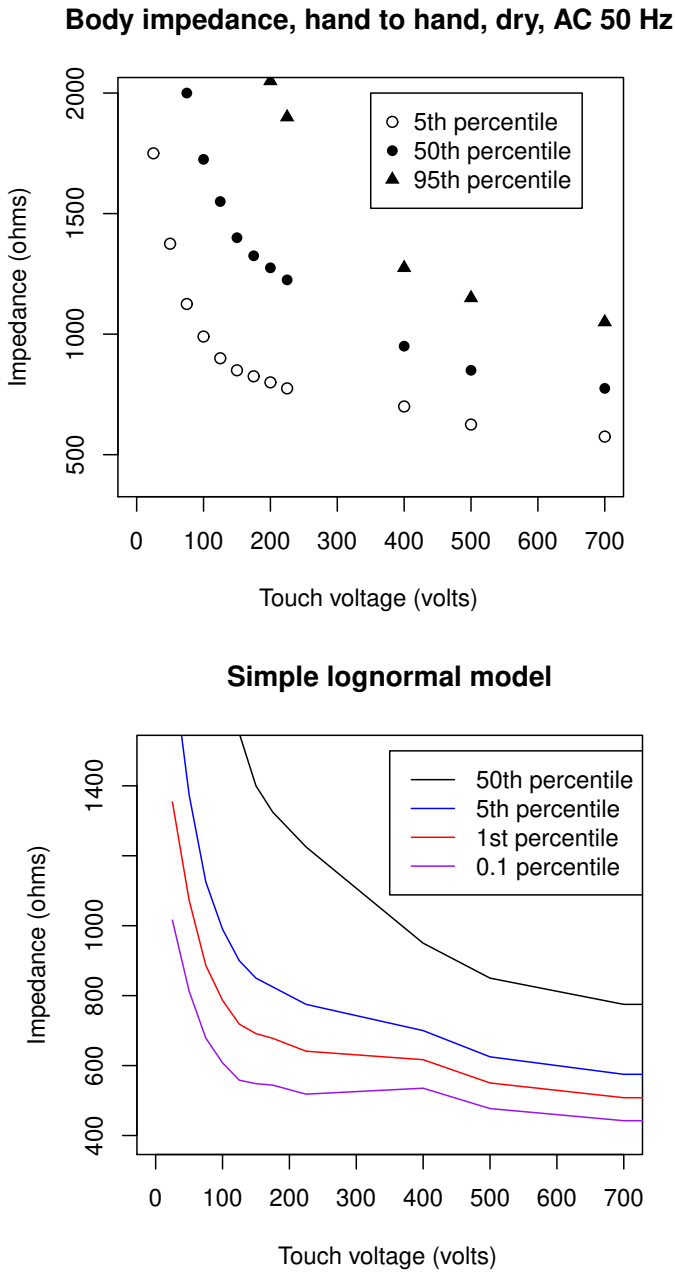 Body impedance, hand to hand, dry, AC 50 Hz
2000
1500
1000
500
Impedance (ohms)
5th percentile
50th percentile
95th percentile
0 100 200 300 400 500 600 700
Touch voltage (volts)
Simple lognormal model
1400
1000
800
600
400
Impedance (ohms)
50th percentile
5th percentile
1st percentile
0.1 percentile
0 100 200 300 400 500 600 700
Touch voltage (volts)